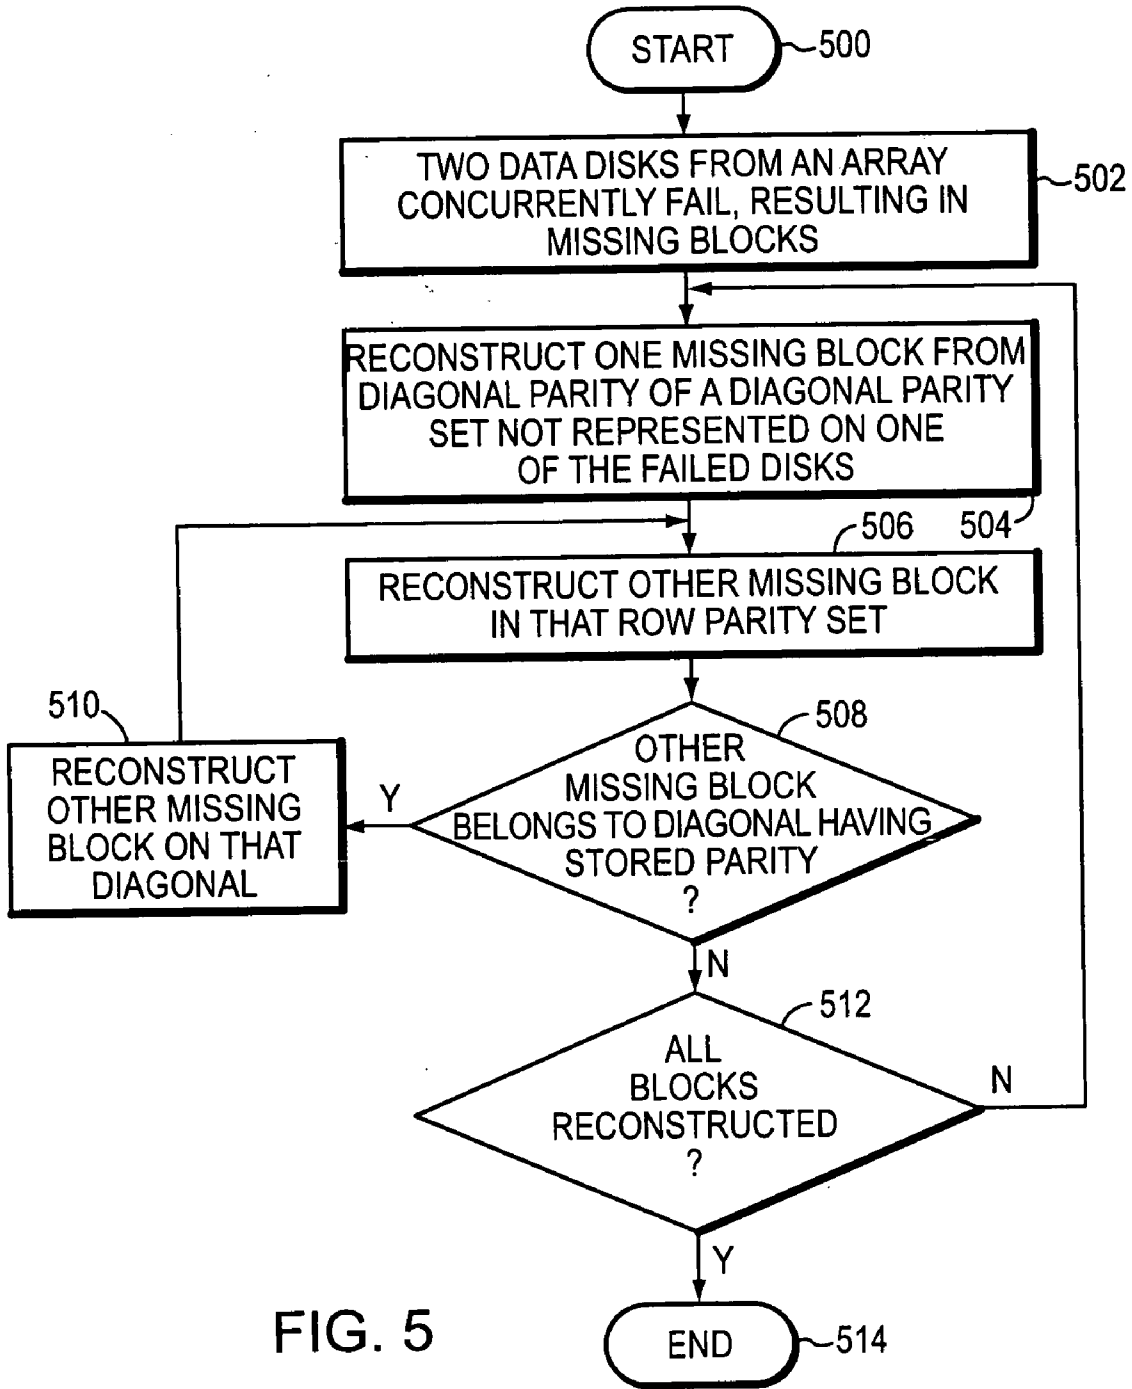 START
500
TWO DATA DISKS FROM AN ARRAY
CONCURRENTLY FAIL, RESULTING IN
MISSING BLOCKS
502
RECONSTRUCT ONE MISSING BLOCK FROM
DIAGONAL PARITY OF A DIAGONAL PARITY
SET NOT REPRESENTED ON ONE
OF THE FAILED DISKS
504
506
RECONSTRUCT OTHER MISSING BLOCK
IN THAT ROW PARITY SET
508
OTHER
MISSING BLOCK
BELONGS TO DIAGONAL HAVING
STORED PARITY
?
Y
510
RECONSTRUCT
OTHER MISSING
BLOCK ON THAT
DIAGONAL
N
512
ALL
BLOCKS
RECONSTRUCTED
?
N
Y
END
514
FIG. 5